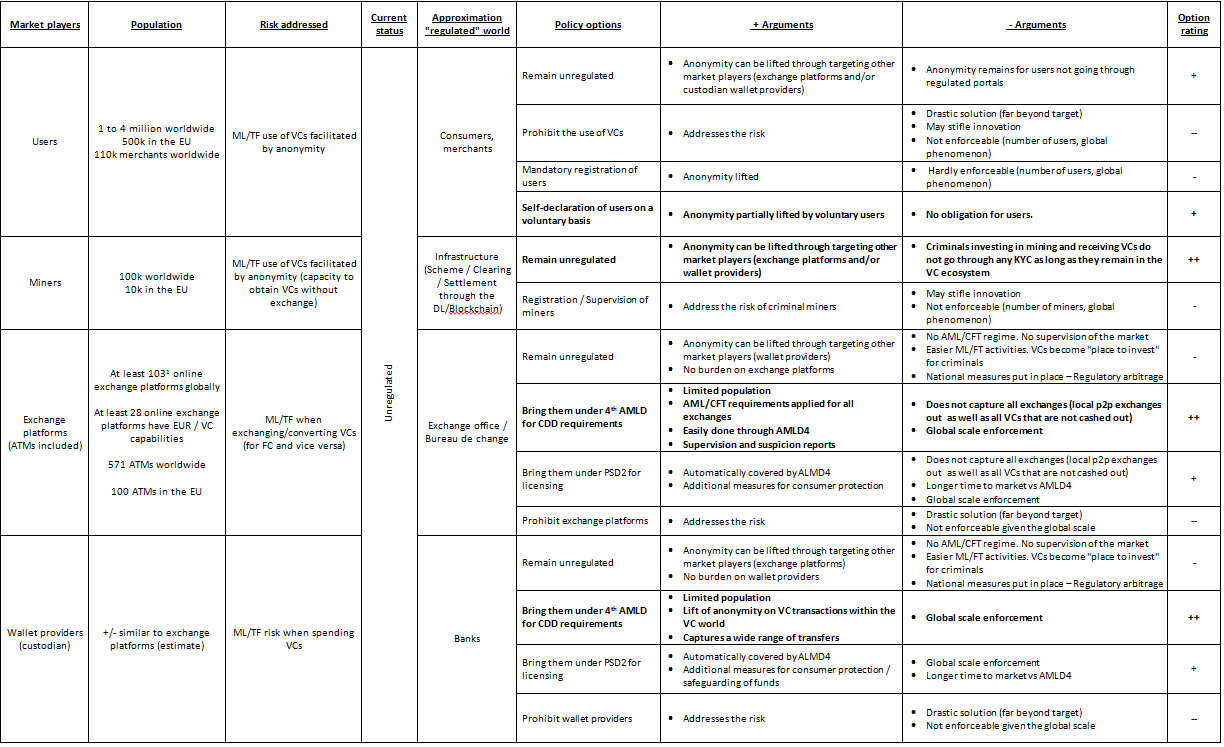 Market players
Population
Risk addressed
Current
status
Approximation
"regulated" world
Policy options
+ Arguments
- Arguments
Option
rating
Users
1 to 4 million worldwide
500k in the EU
110k merchants worldwide
ML/TF use of VCs facilitated
by anonymity
Unregulated
Consumers,
merchants
Remain unregulated
• Anonymity can be lifted through targeting other
market players (exchange platforms and/or
custodian wallet providers)
• Anonymity remains for users not going through
regulated portals
+
Prohibit the use of VCs
• Addresses the risk
• Drastic solution (far beyond target)
• May stifle innovation
• Not enforceable (number of users, global
phenomenon)
--
Mandatory registration of
users
• Anonymity lifted
• Hardly enforceable (number of users, global
phenomenon)
-
Self-declaration of users on a
voluntary basis
• Anonymity partially lifted by voluntary users
• No obligation for users.
+
Miners
100k worldwide
10k in the EU
ML/TF use of VCs facilitated
by anonymity (capacity to
obtain VCs without
exchange)
Infrastructure
(Scheme / Clearing
/ Settlement
through the
DL/Blockchain)
Remain unregulated
• Anonymity can be lifted through targeting other
market players (exchange platforms and/or
wallet providers)
• Criminals investing in mining and receiving VCs do
not go through any KYC as long as they remain in the
VC ecosystem
++
Registration / Supervision of
miners
• Address the risk of criminal miners
• May stifle innovation
• Not enforceable (number of miners, global
phenomenon)
-
Exchange
platforms
(ATMs included)
At least 103¹ online
exchange platforms globally
At least 28 online exchange
platforms have EUR / VC
capabilities
571 ATMs worldwide
100 ATMs in the EU
ML/TF when
exchanging/converting VCs
(for FC and vice versa)
Exchange office /
Bureau de change
Remain unregulated
• Anonymity can be lifted through targeting other
market players (wallet providers)
• No burden on exchange platforms
• No AML/CFT regime. No supervision of the market
• Easier ML/FT activities. VCs become "place to invest"
for criminals
• National measures put in place – Regulatory arbitrage
-
Bring them under 4th AMLD
for CDD requirements
• Limited population
• AML/CFT requirements applied for all
exchanges
• Easily done through AMLD4
• Supervision and suspicion reports
• Does not capture all exchanges (local p2p exchanges
out as well as all VCs that are not cashed out)
• Global scale enforcement
++
Bring them under PSD2 for
licensing
• Automatically covered by ALMD4
• Additional measures for consumer protection
• Does not capture all exchanges (local p2p exchanges
out as well as all VCs that are not cashed out)
• Longer time to market vs AMLD4
• Global scale enforcement
+
Prohibit exchange platforms
• Addresses the risk
• Drastic solution (far beyond target)
• Not enforceable given the global scale
--
Wallet providers
(custodian)
+/- similar to exchange
platforms (estimate)
ML/TF risk when spending
VCs
Banks
Remain unregulated
• Anonymity can be lifted through targeting other
market players (exchange platforms)
• No burden on wallet providers
• No AML/CFT regime. No supervision of the market
• Easier ML/FT activities. VCs become "place to invest"
for criminals
• National measures put in place – Regulatory arbitrage
-
Bring them under 4th AMLD
for CDD requirements
• Limited population
• Lift of anonymity on VC transactions within the
VC world
• Captures a wide range of transfers
• Global scale enforcement
++
Bring them under PSD2 for
licensing
• Automatically covered by ALMD4
• Additional measures for consumer protection /
safeguarding of funds
• Global scale enforcement
• Longer time to market vs AMLD4
+
Prohibit wallet providers
• Addresses the risk
• Drastic solution (far beyond target)
• Not enforceable given the global scale
--